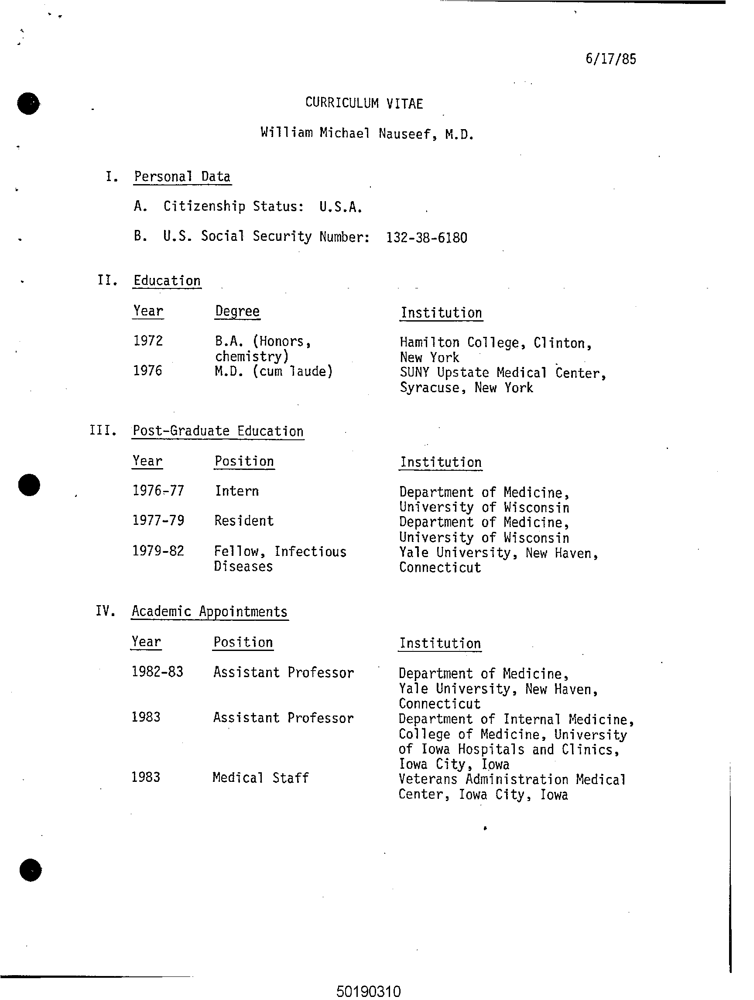 6/17/85
CURRICULUM VITAE
William Michael Nauseef, M.D.
I. Personal Data
A. Citizenship Status: U.S.A.
B. U.S. Social Security Number: 132-38-6180
II. Education
Year Degree Institution
1972 B.A. (Honors, Hamilton College, Clinton,
chemistry) New York
1976 M.D. (cum laude) SUNY Upstate Medical Center,
Syracuse, New York
III. Post-Graduate Education
Year Position Institution
1976-77 Intern Department of Medicine,
University of Wisconsin
1977-79 Resident Department of Medicine,
University of Wisconsin
1979-82 Fellow, Infectious Yale University, New Haven,
Diseases Connecticut
IV. Academic Appointments
Year Position Institution
1982-83 Assistant Professor Department of Medicine,
Yale University, New Haven,
Connecticut
1983 Assistant Professor Department of Internal Medicine,
College of Medicine, University
of Iowa Hospitals and Clinics,
Iowa City, Iowa
1983 Medical Staff Veterans Administration Medical
Center, Iowa City, Iowa
50190310